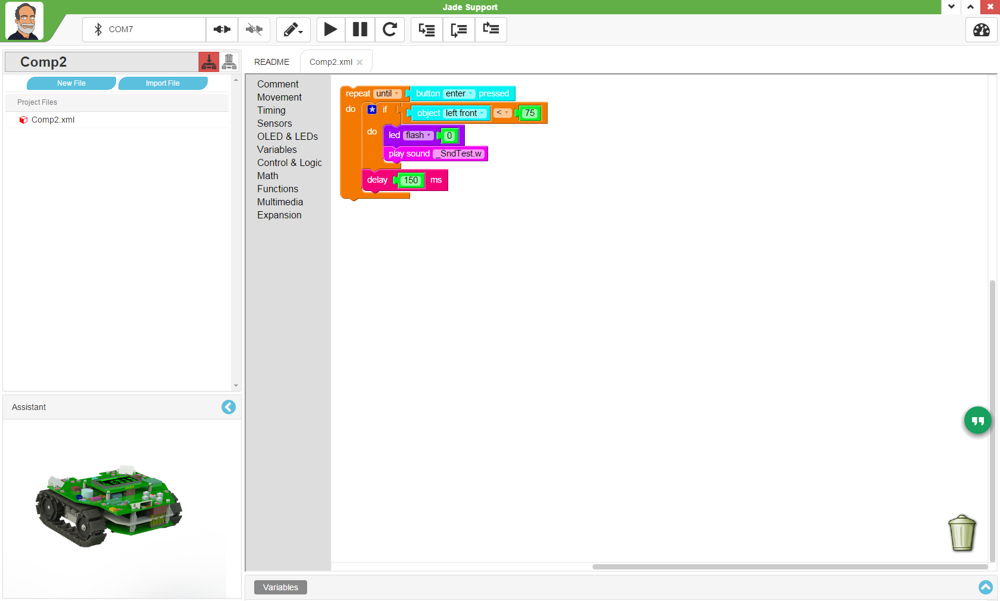 Jade Support
COM7
Comp2
New File
Import File
Project Files
Comp2.xml
Assistant
README
Comp2.xml
Comment
Movement
Timing
Sensors
OLED & LEDs
Variables
Control & Logic
Math
Functions
Multimedia
Expansion
repeat until button enter pressed
do if object left front < 75
do led flash 0
play sound _SndTest.w
delay 150 ms
Variables